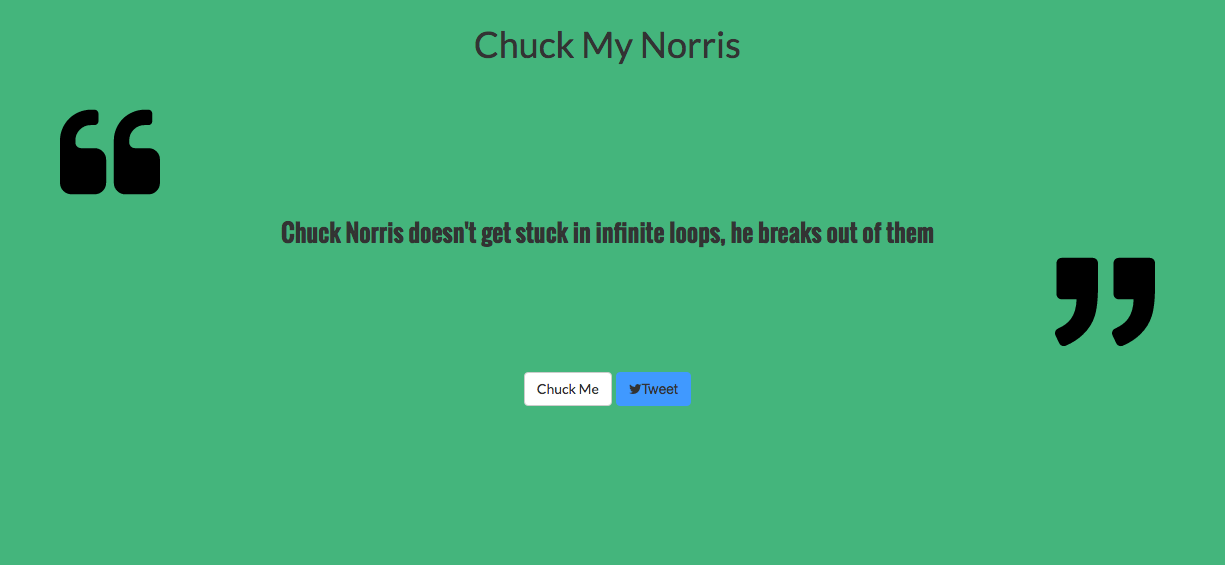 Chuck My Norris
“
Chuck Norris doesn't get stuck in infinite loops, he breaks out of them
”
Chuck Me Tweet